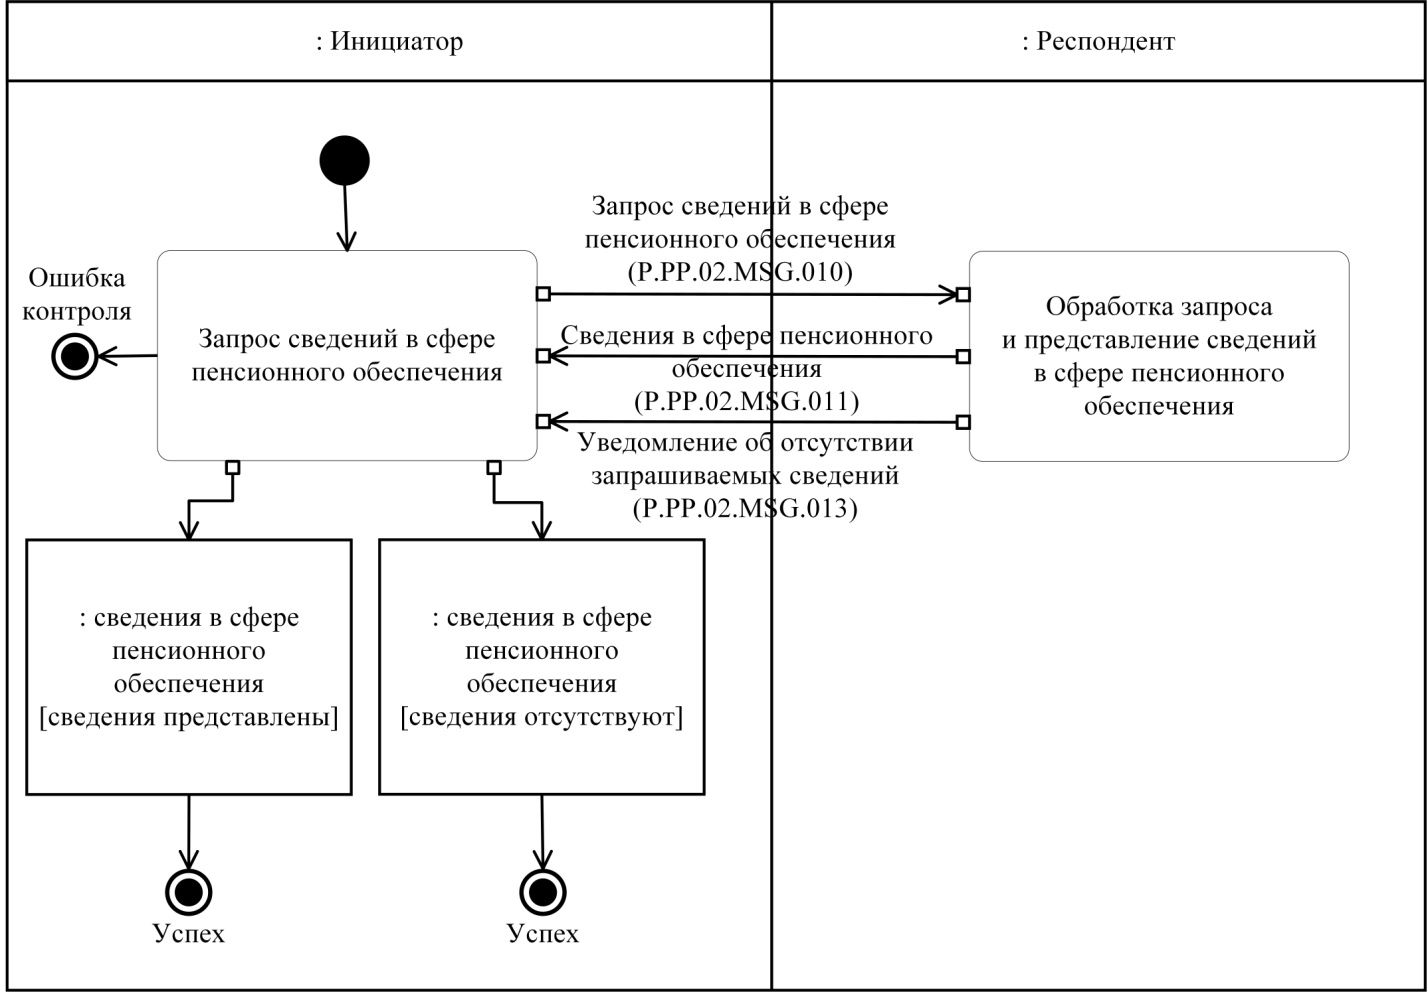 : Инициатор
: Респондент
Запрос сведений в сфере
пенсионного обеспечения
(P.PP.02.MSG.010)
Ошибка
контроля
Запрос сведений в сфере
пенсионного обеспечения
Сведения в сфере пенсионного
обеспечения
(P.PP.02.MSG.011)
Обработка запроса
и представление сведений
в сфере пенсионного
обеспечения
Уведомление об отсутствии
запрашиваемых сведений
(P.PP.02.MSG.013)
: сведения в сфере
пенсионного
обеспечения
[сведения представлены]
: сведения в сфере
пенсионного
обеспечения
[сведения отсутствуют]
Успех
Успех